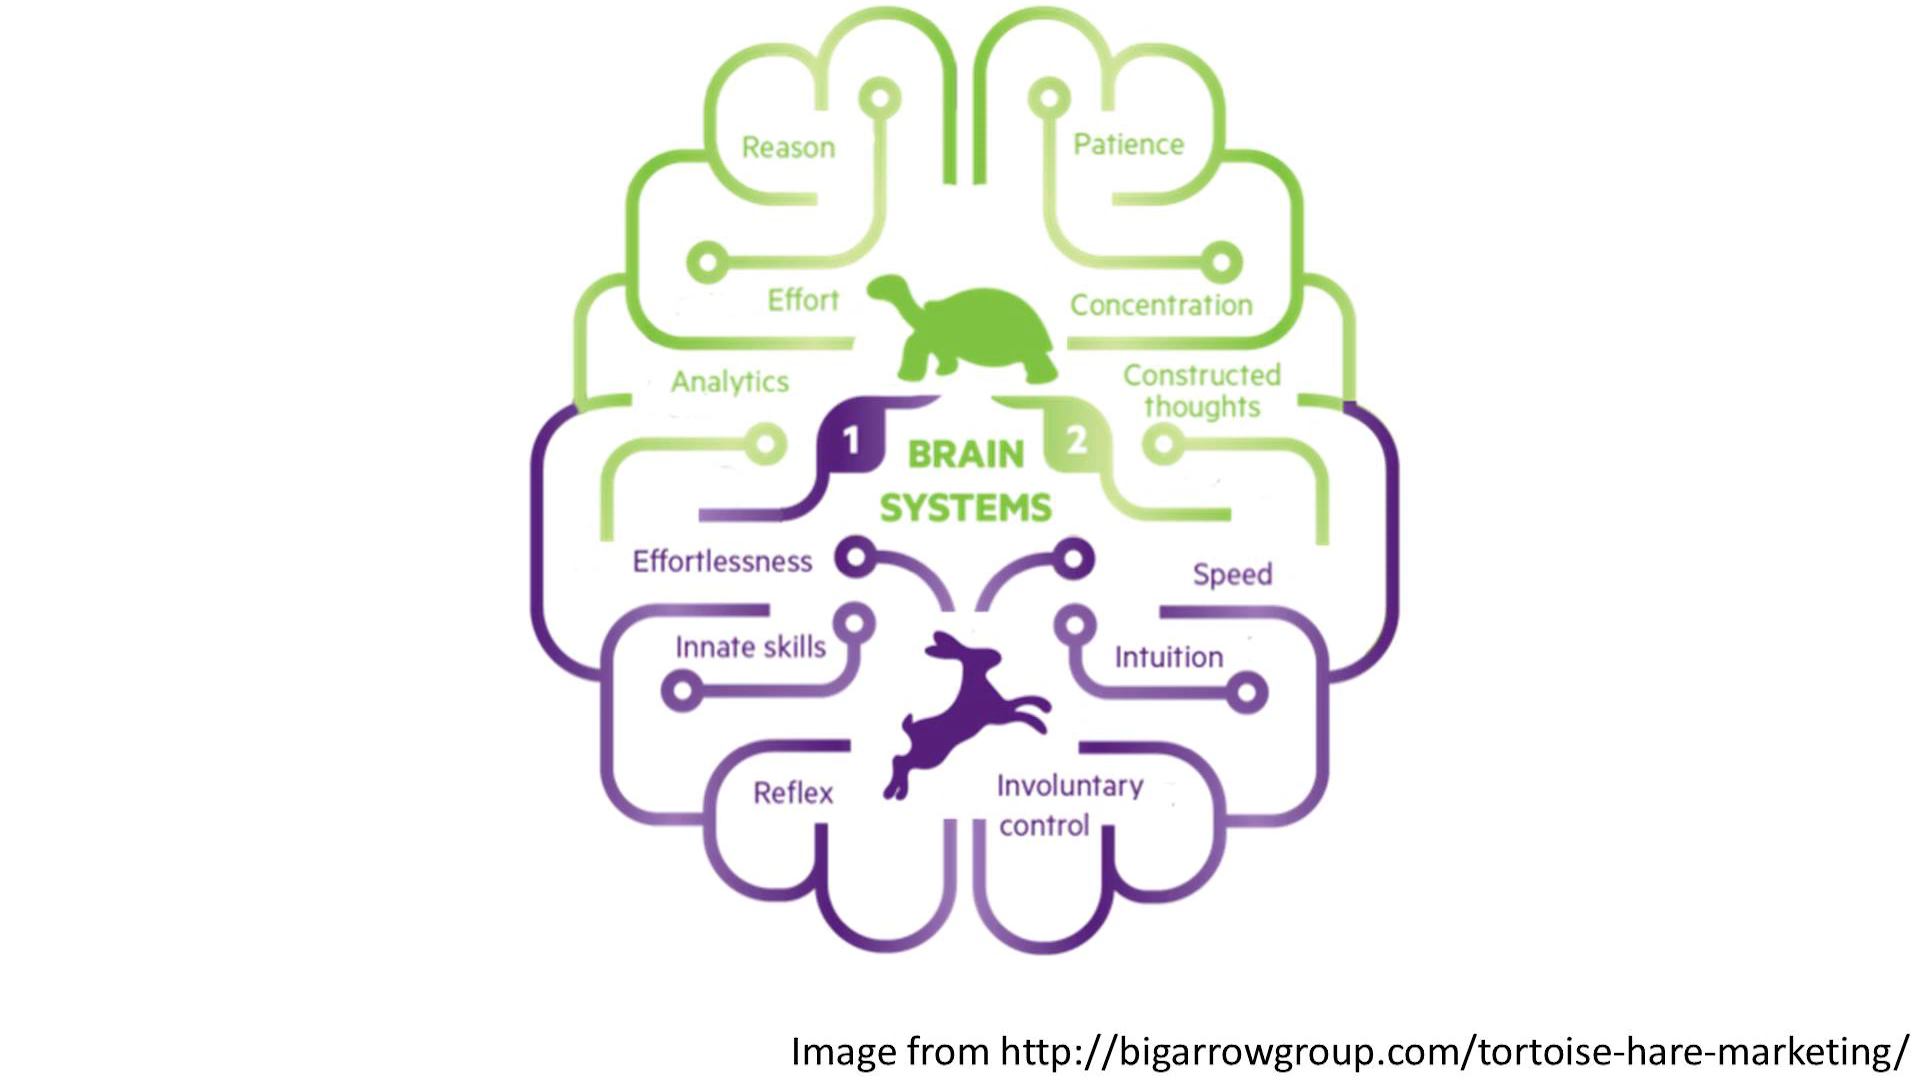 Reason
Patience
Effort
Concentration
Analytics
Constructed
thoughts
1
BRAIN
SYSTEMS
2
Effortlessness
Speed
Innate skills
Intuition
Reflex
Involuntary
control
Image from http://bigarrowgroup.com/tortoise-hare-marketing/